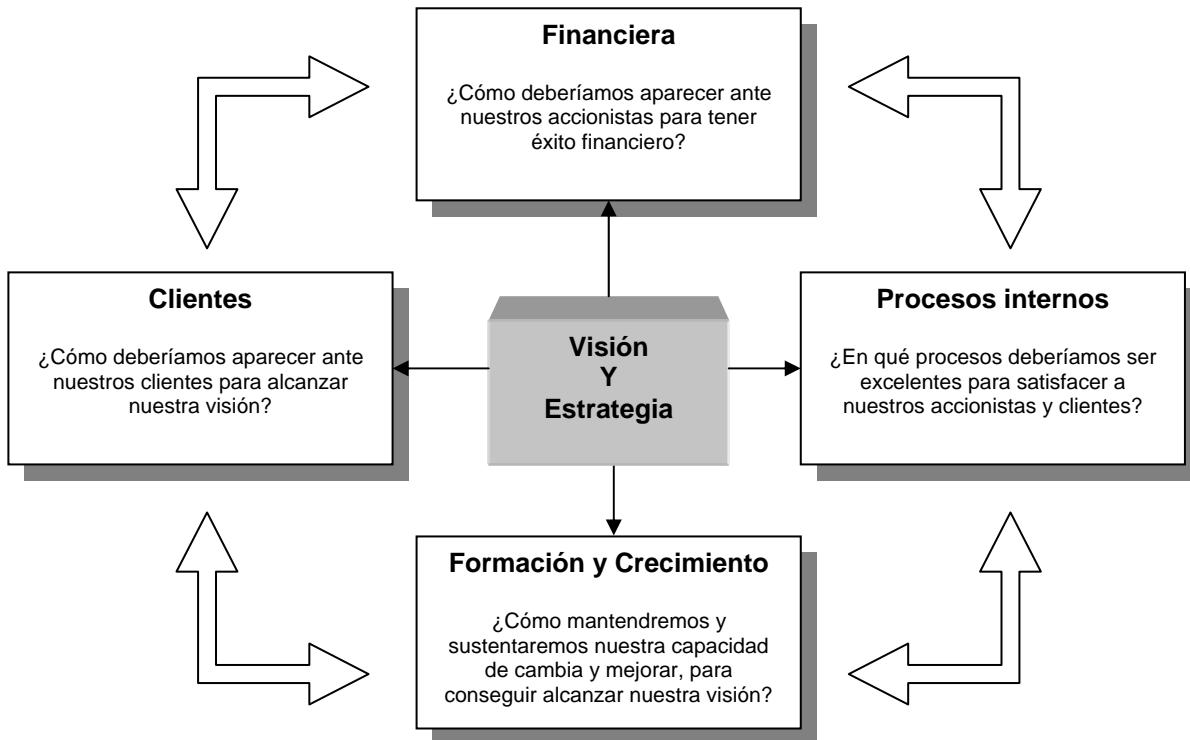 Financiera
¿Cómo deberíamos aparecer ante
nuestros accionistas para tener
éxito financiero?
Clientes
¿Cómo deberíamos aparecer ante
nuestros clientes para alcanzar
nuestra visión?
Visión
Y
Estrategia
Procesos internos
¿En qué procesos deberíamos ser
excelentes para satisfacer a
nuestros accionistas y clientes?
Formación y Crecimiento
¿Cómo mantendremos y
sustentaremos nuestra capacidad
de cambia y mejorar, para
conseguir alcanzar nuestra visión?